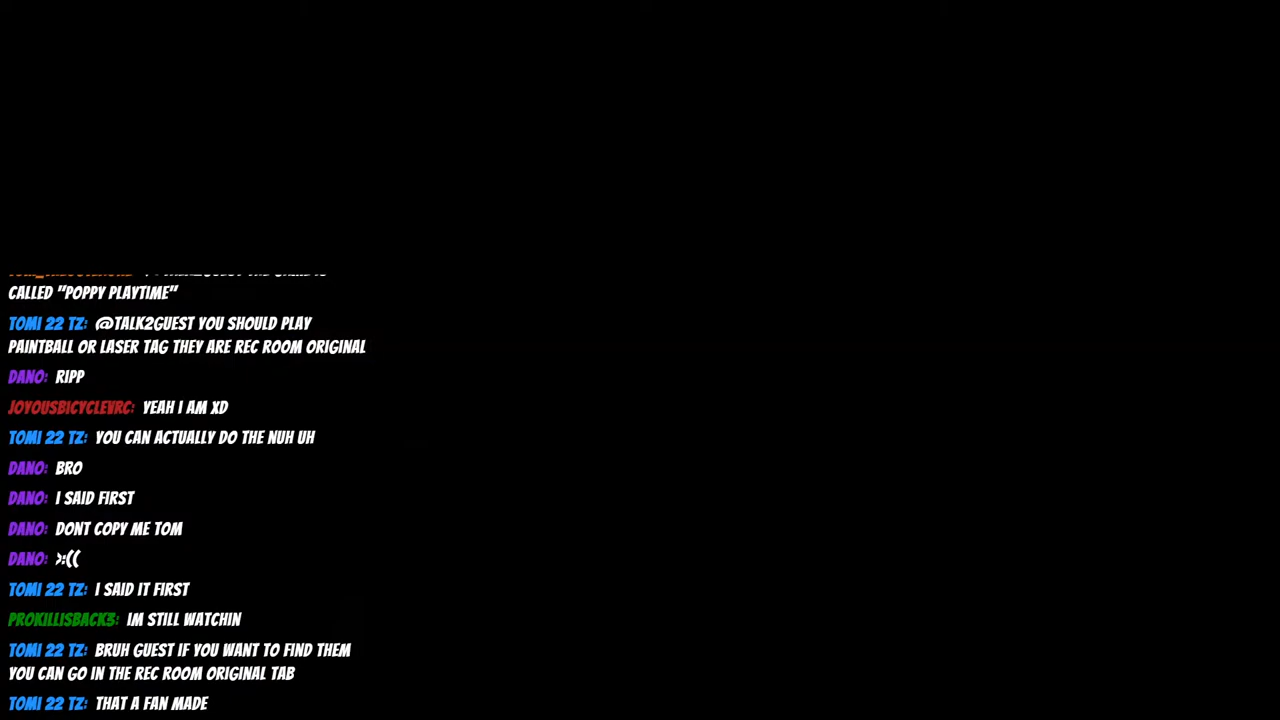 CALLED "POPPY PLAYTIME"
TOMI 22 TZ: @TALK2GUEST YOU SHOULD PLAY
PAINTBALL OR LASER TAG THEY ARE REC ROOM ORIGINAL
DANO: RIPP
JOYOUSBICYCLEVRC: YEAH I AM XD
TOMI 22 TZ: YOU CAN ACTUALLY DO THE NUH UH
DANO: BRO
DANO: I SAID FIRST
DANO: DONT COPY ME TOM
DANO: >:((
TOMI 22 TZ: I SAID IT FIRST
PROKILLISBACK3: IM STILL WATCHIN
TOMI 22 TZ: BRUH GUEST IF YOU WANT TO FIND THEM
YOU CAN GO IN THE REC ROOM ORIGINAL TAB
TOMI 22 TZ: THAT A FAN MADE